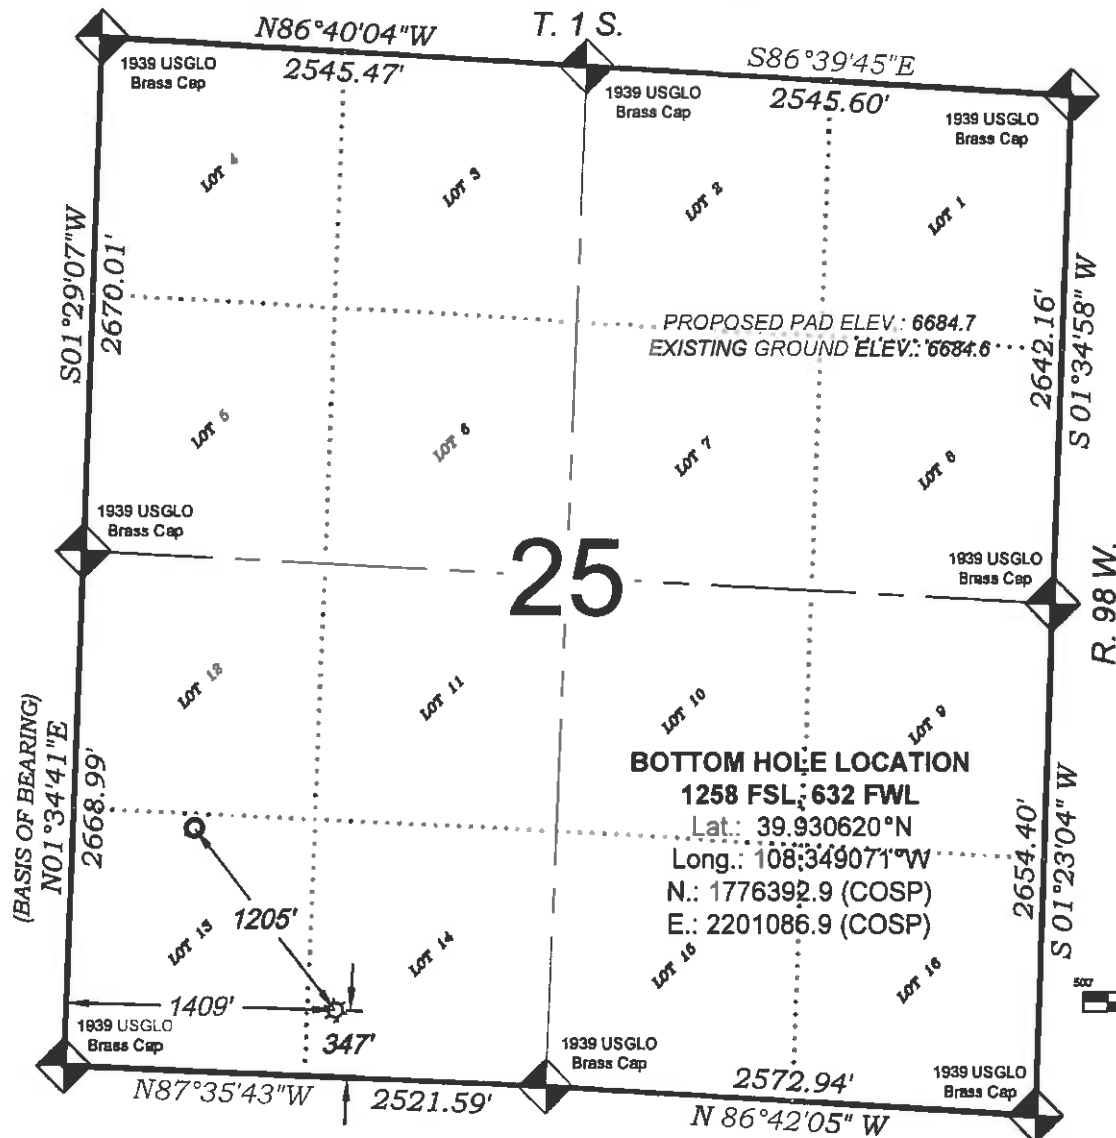 T. 1 S.
N86°40'04"W
2545.47'
S86°39'45"E
2545.60'
1939 USGLO
Brass Cap
1939 USGLO
Brass Cap
1939 USGLO
Brass Cap
LOT 4
LOT 3
LOT 2
LOT 1
S01°29'07"W
2670.01'
2642.16'
S 01°34'58" W
PROPOSED PAD ELEV.: 6684.7
EXISTING GROUND ELEV.: 6684.6
LOT 5
LOT 6
LOT 7
LOT 8
1939 USGLO
Brass Cap
25
1939 USGLO
Brass Cap
R. 98 W.
LOT 12
LOT 11
LOT 10
LOT 9
(BASIS OF BEARING)
N01°34'41"E
2668.99'
BOTTOM HOLE LOCATION
1258 FSL, 632 FWL
Lat.: 39.930620°N
Long.: 108.349071°W
N.: 1776392.9 (COSP)
E.: 2201086.9 (COSP)
2654.40'
S 01°23'04" W
1205'
LOT 13
LOT 14
LOT 15
LOT 16
500'
1409'
347'
1939 USGLO
Brass Cap
1939 USGLO
Brass Cap
1939 USGLO
Brass Cap
N87°35'43"W
2521.59'
2572.94'
N 86°42'05" W